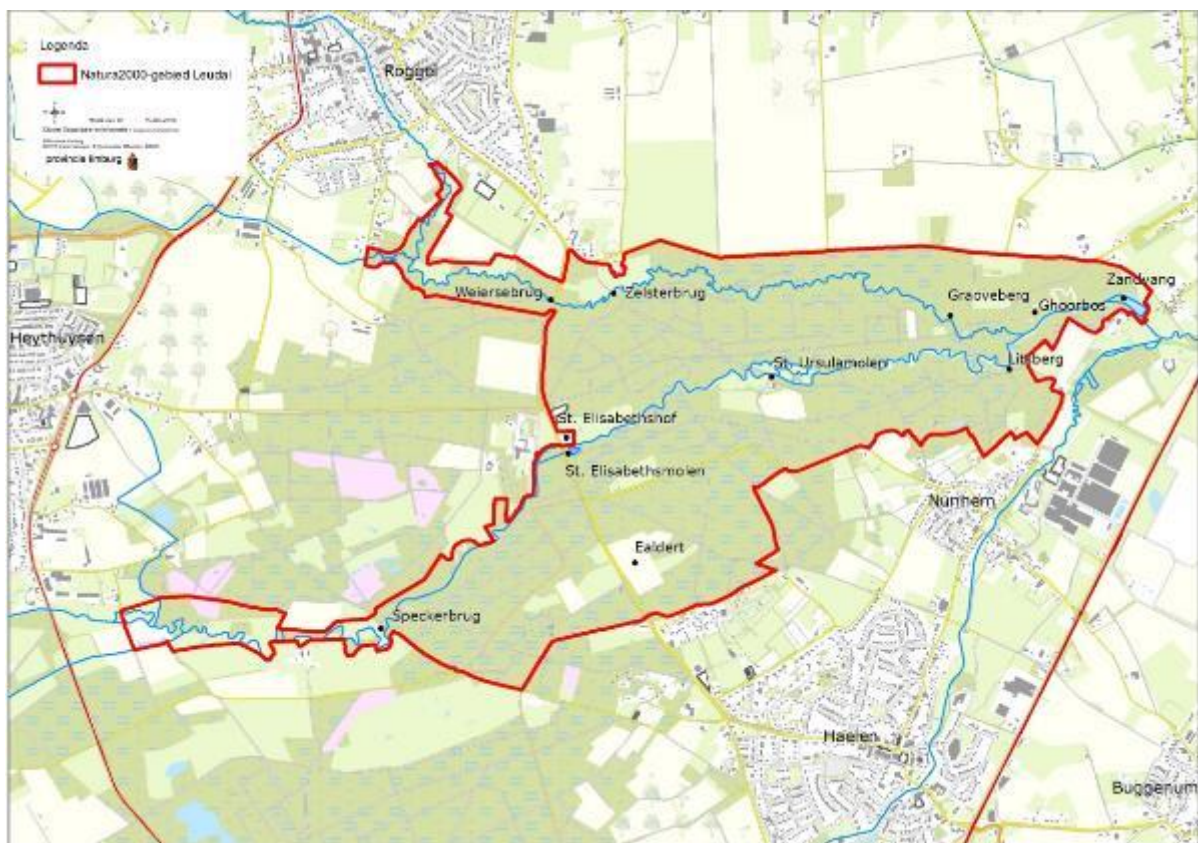 Legenda
Natura2000-gebied Leudal
provincie limburg
Roggel
Weiersebrug
Zelsterbrug
Zandvang
Graoveberg
Ghoorbos
Heythuysen
St. Ursulamolen
Litsberg
St. Elisabethshof
St. Elisabethsmolen
Nunhem
Ealdert
Speckerbrug
Haelen
Buggenum